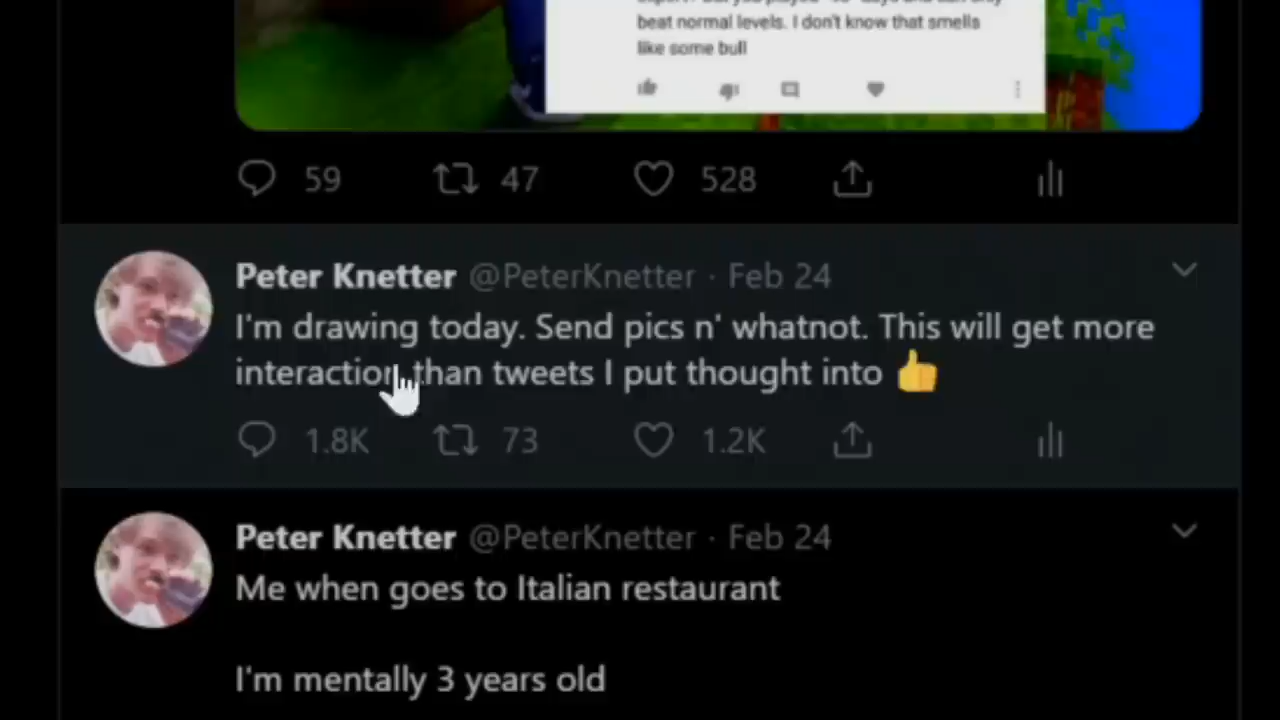 beat normal levels. I don't know that smells
like some bull
59 47 528
Peter Knetter @PeterKnetter · Feb 24
I'm drawing today. Send pics n' whatnot. This will get more
interaction than tweets I put thought into 👍
1.8K 73 1.2K
Peter Knetter @PeterKnetter · Feb 24
Me when goes to Italian restaurant
I'm mentally 3 years old